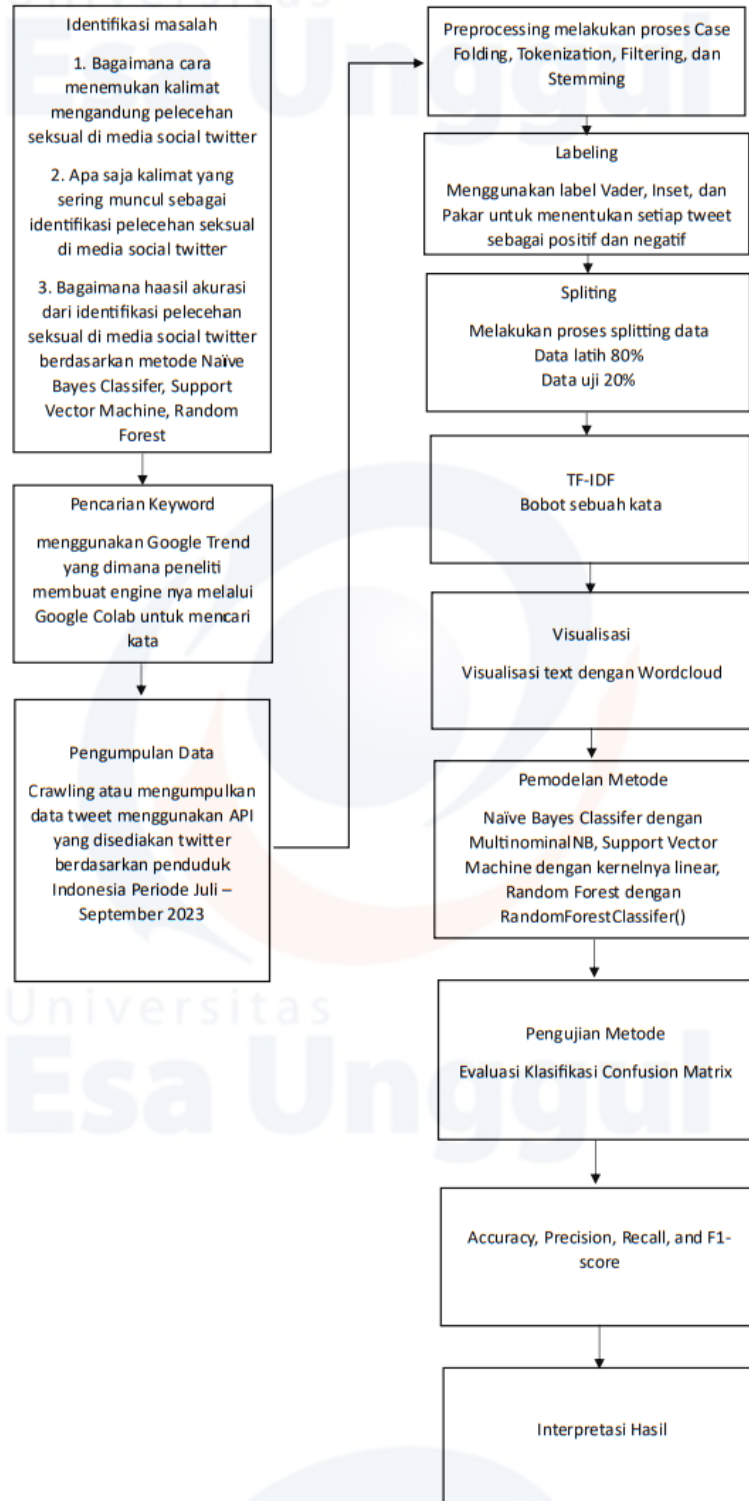 Identifikasi masalah
1. Bagaimana cara
menemukan kalimat
mengandung pelecehan
seksual di media social twitter
2. Apa saja kalimat yang
sering muncul sebagai
identifikasi pelecehan seksual
di media social twitter
3. Bagaimana haasil akurasi
dari identifikasi pelecehan
seksual di media social twitter
berdasarkan metode Naïve
Bayes Classifer, Support
Vector Machine, Random
Forest
Pencarian Keyword
menggunakan Google Trend
yang dimana peneliti
membuat engine nya melalui
Google Colab untuk mencari
kata
Pengumpulan Data
Crawling atau mengumpulkan
data tweet menggunakan API
yang disediakan twitter
berdasarkan penduduk
Indonesia Periode Juli –
September 2023
Preprocessing melakukan proses Case
Folding, Tokenization, Filtering, dan
Stemming
Labeling
Menggunakan label Vader, Inset, dan
Pakar untuk menentukan setiap tweet
sebagai positif dan negatif
Spliting
Melakukan proses splitting data
Data latih 80%
Data uji 20%
TF-IDF
Bobot sebuah kata
Visualisasi
Visualisasi text dengan Wordcloud
Pemodelan Metode
Naïve Bayes Classifer dengan
MultinominalNB, Support Vector
Machine dengan kernelnya linear,
Random Forest dengan
RandomForestClassifer()
Pengujian Metode
Evaluasi Klasifikasi Confusion Matrix
Accuracy, Precision, Recall, and F1-
score
Interpretasi Hasil
Universitas
Esa Unggul
Universitas
Esa Unggul